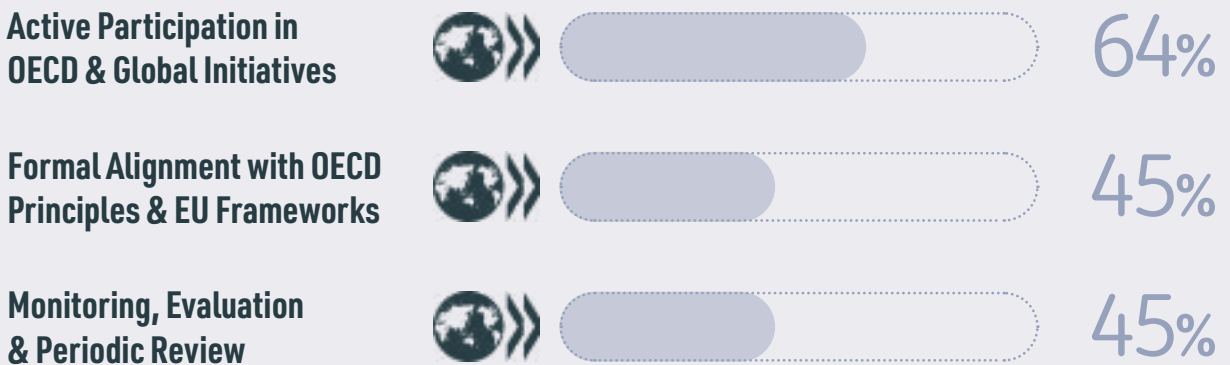 Active Participation in
OECD & Global Initiatives
64%
Formal Alignment with OECD
Principles & EU Frameworks
45%
Monitoring, Evaluation
& Periodic Review
45%